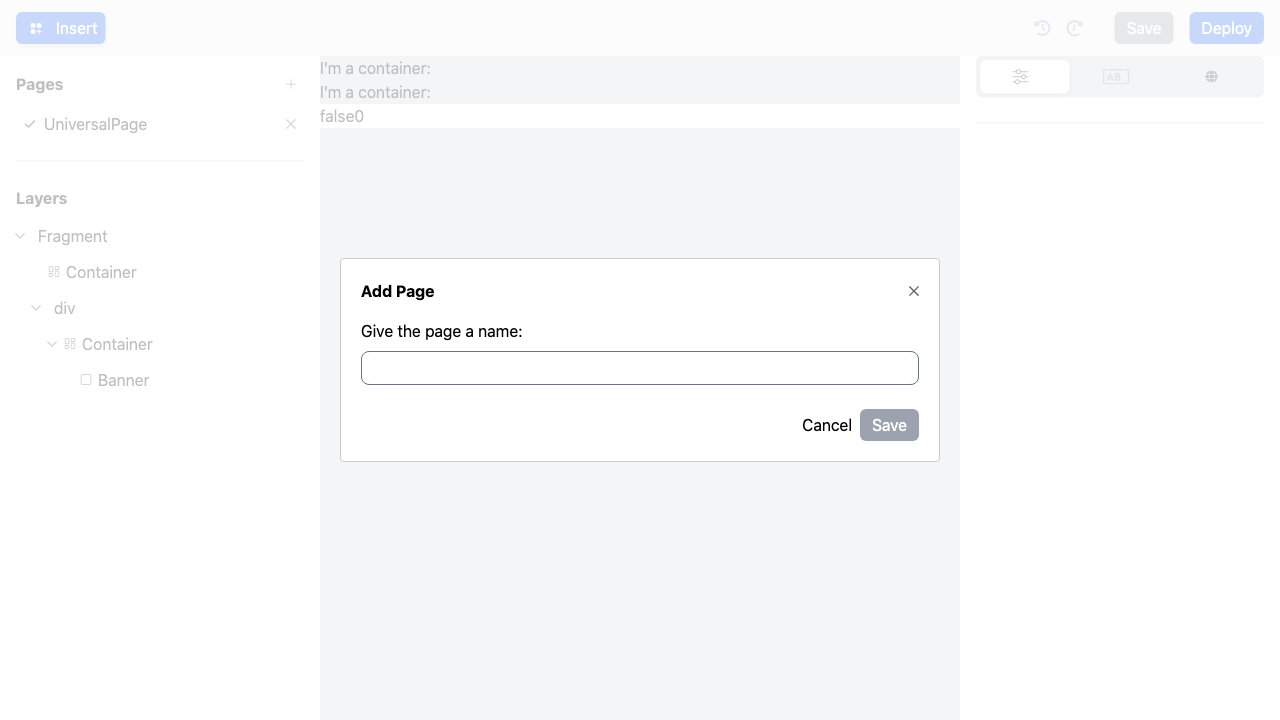 Insert
Save
Deploy
Pages
UniversalPage
Layers
Fragment
Container
div
Container
Banner
I'm a container:
I'm a container:
false0
AB
Add Page
Give the page a name:
Cancel
Save